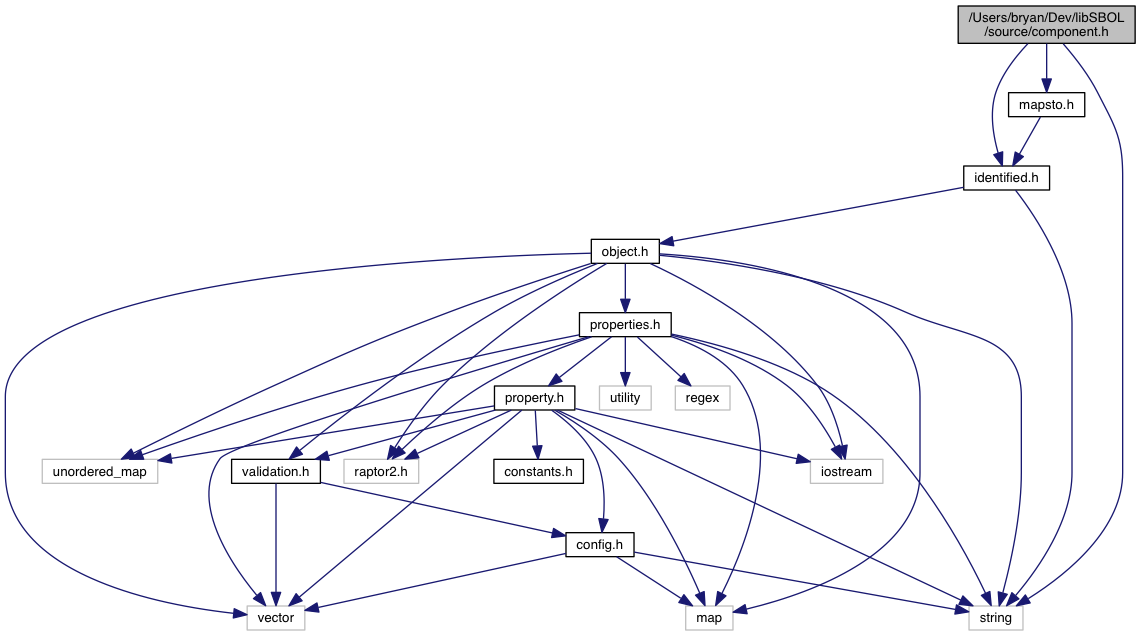 /Users/bryan/Dev/libSBOL
/source/component.h
mapsto.h
identified.h
object.h
properties.h
property.h
utility
regex
unordered_map
validation.h
raptor2.h
constants.h
iostream
config.h
vector
map
string